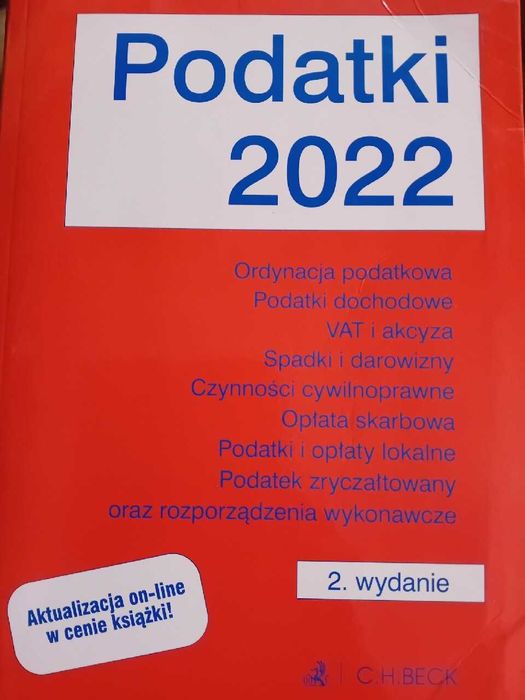 Podatki
2022
Ordynacja podatkowa
Podatki dochodowe
VAT i akcyza
Spadki i darowizny
Czynności cywilnoprawne
Opłata skarbowa
Podatki i opłaty lokalne
Podatek zryczałtowany
oraz rozporządzenia wykonawcze
2. wydanie
Aktualizacja on-line
w cenie książki!
C.H.BECK